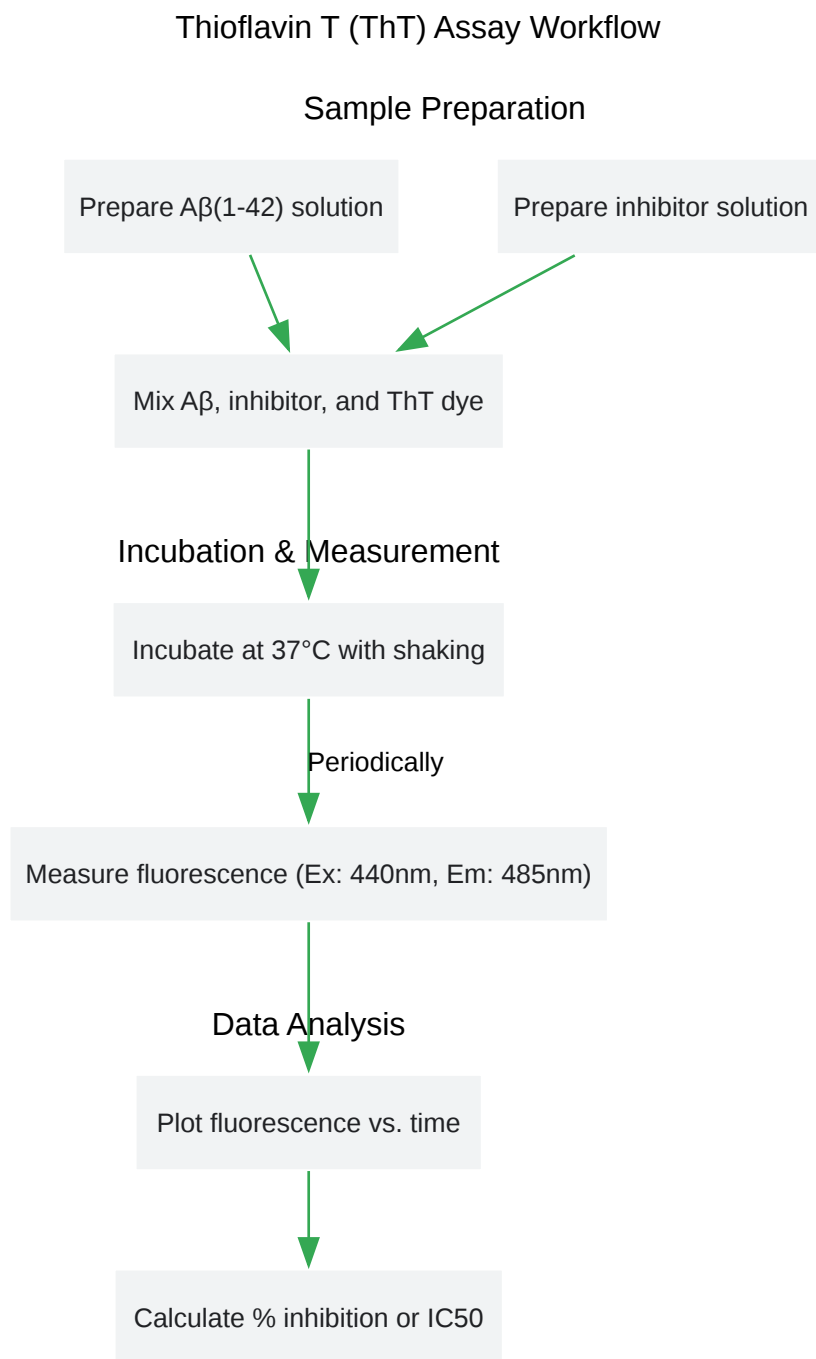 Thioflavin T (ThT) Assay Workflow
Sample Preparation
Prepare Aβ(1-42) solution
Prepare inhibitor solution
Mix Aβ, inhibitor, and ThT dye
Incubation & Measurement
Incubate at 37°C with shaking
Periodically
Measure fluorescence (Ex: 440nm, Em: 485nm)
Data Analysis
Plot fluorescence vs. time
Calculate % inhibition or IC50